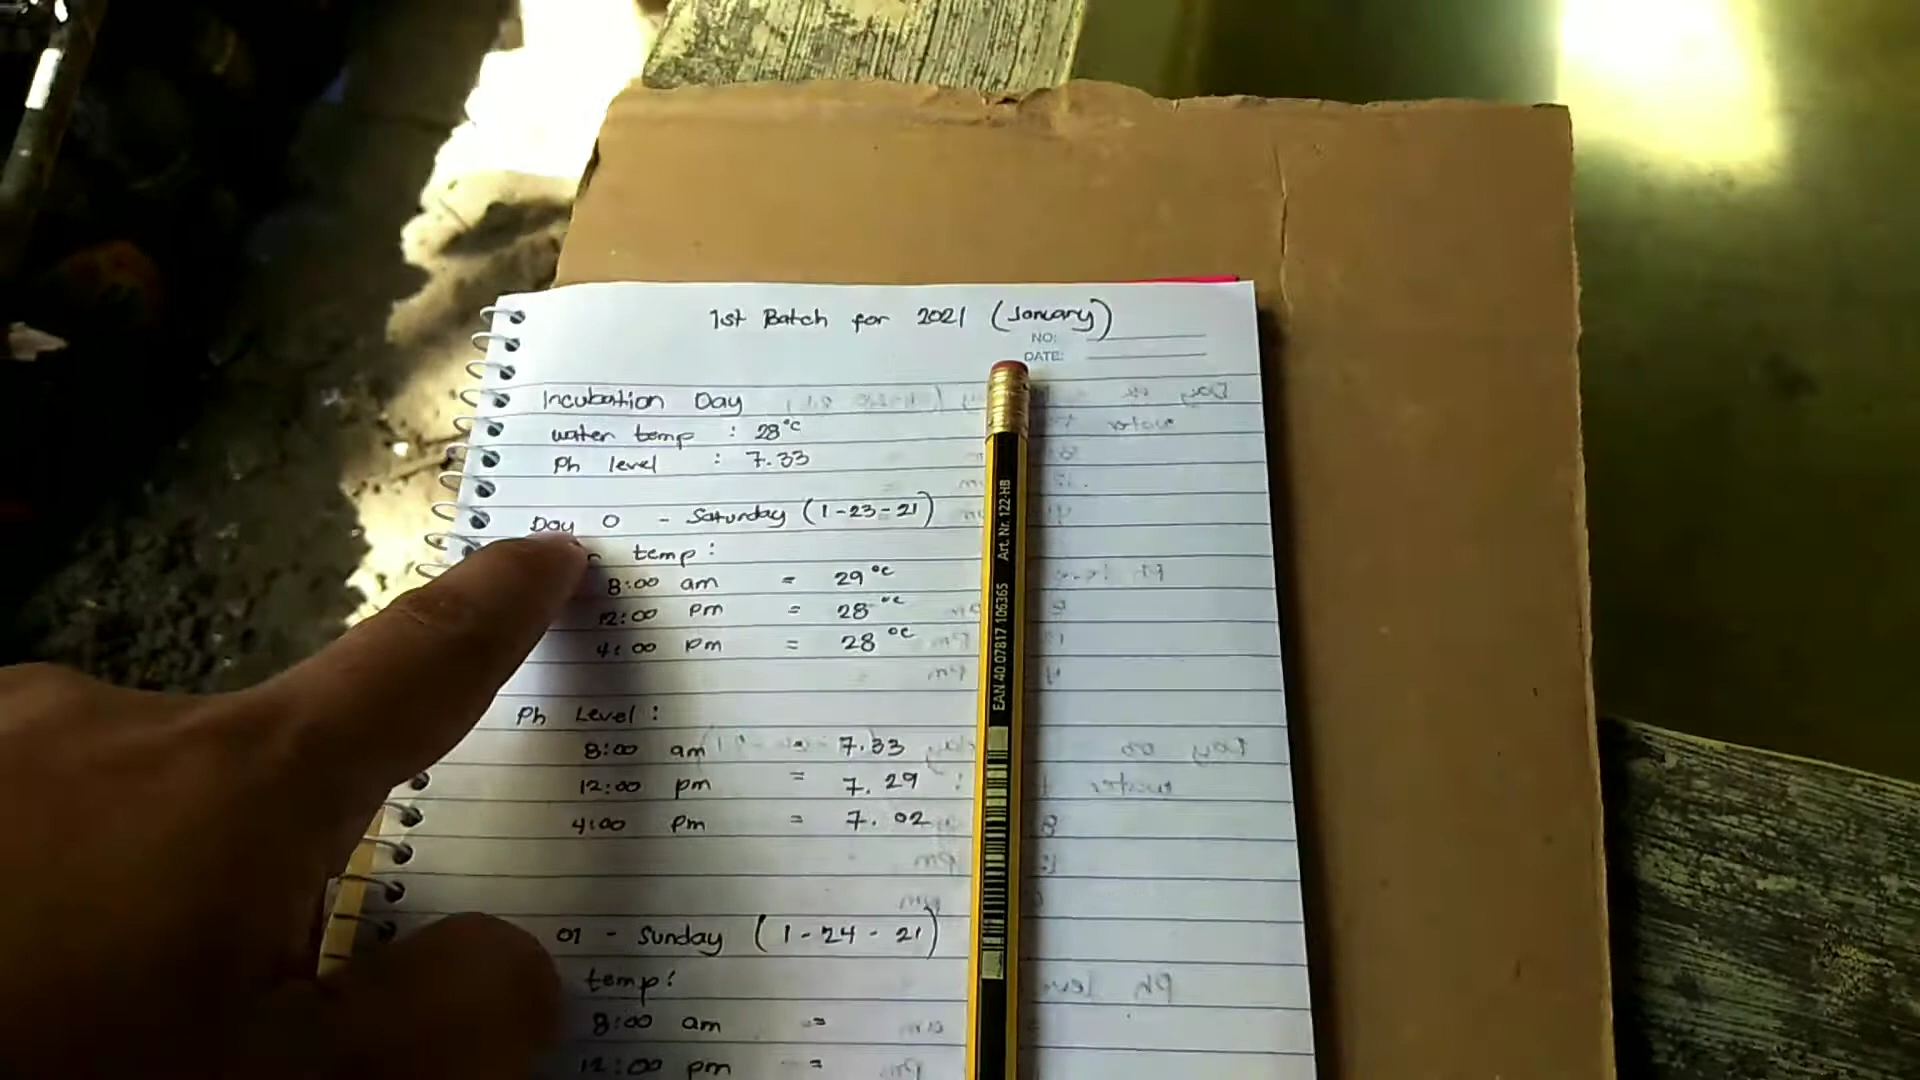 1st Batch for 2021 (January)
NO:
DATE:
Incubation Day
water temp : 28°C
Ph level : 7.33
Day 0 - Saturday (1-23-21)
temp:
8:00 am = 29°C
12:00 pm = 28°C
4:00 pm = 28°C
Ph Level:
8:00 am = 7.33
12:00 pm = 7.29
4:00 pm = 7.02
01 - Sunday (1-24-21)
temp:
8:00 am =
12:00 pm =
EAN 40 07817 106365 Art. Nr. 122-HB